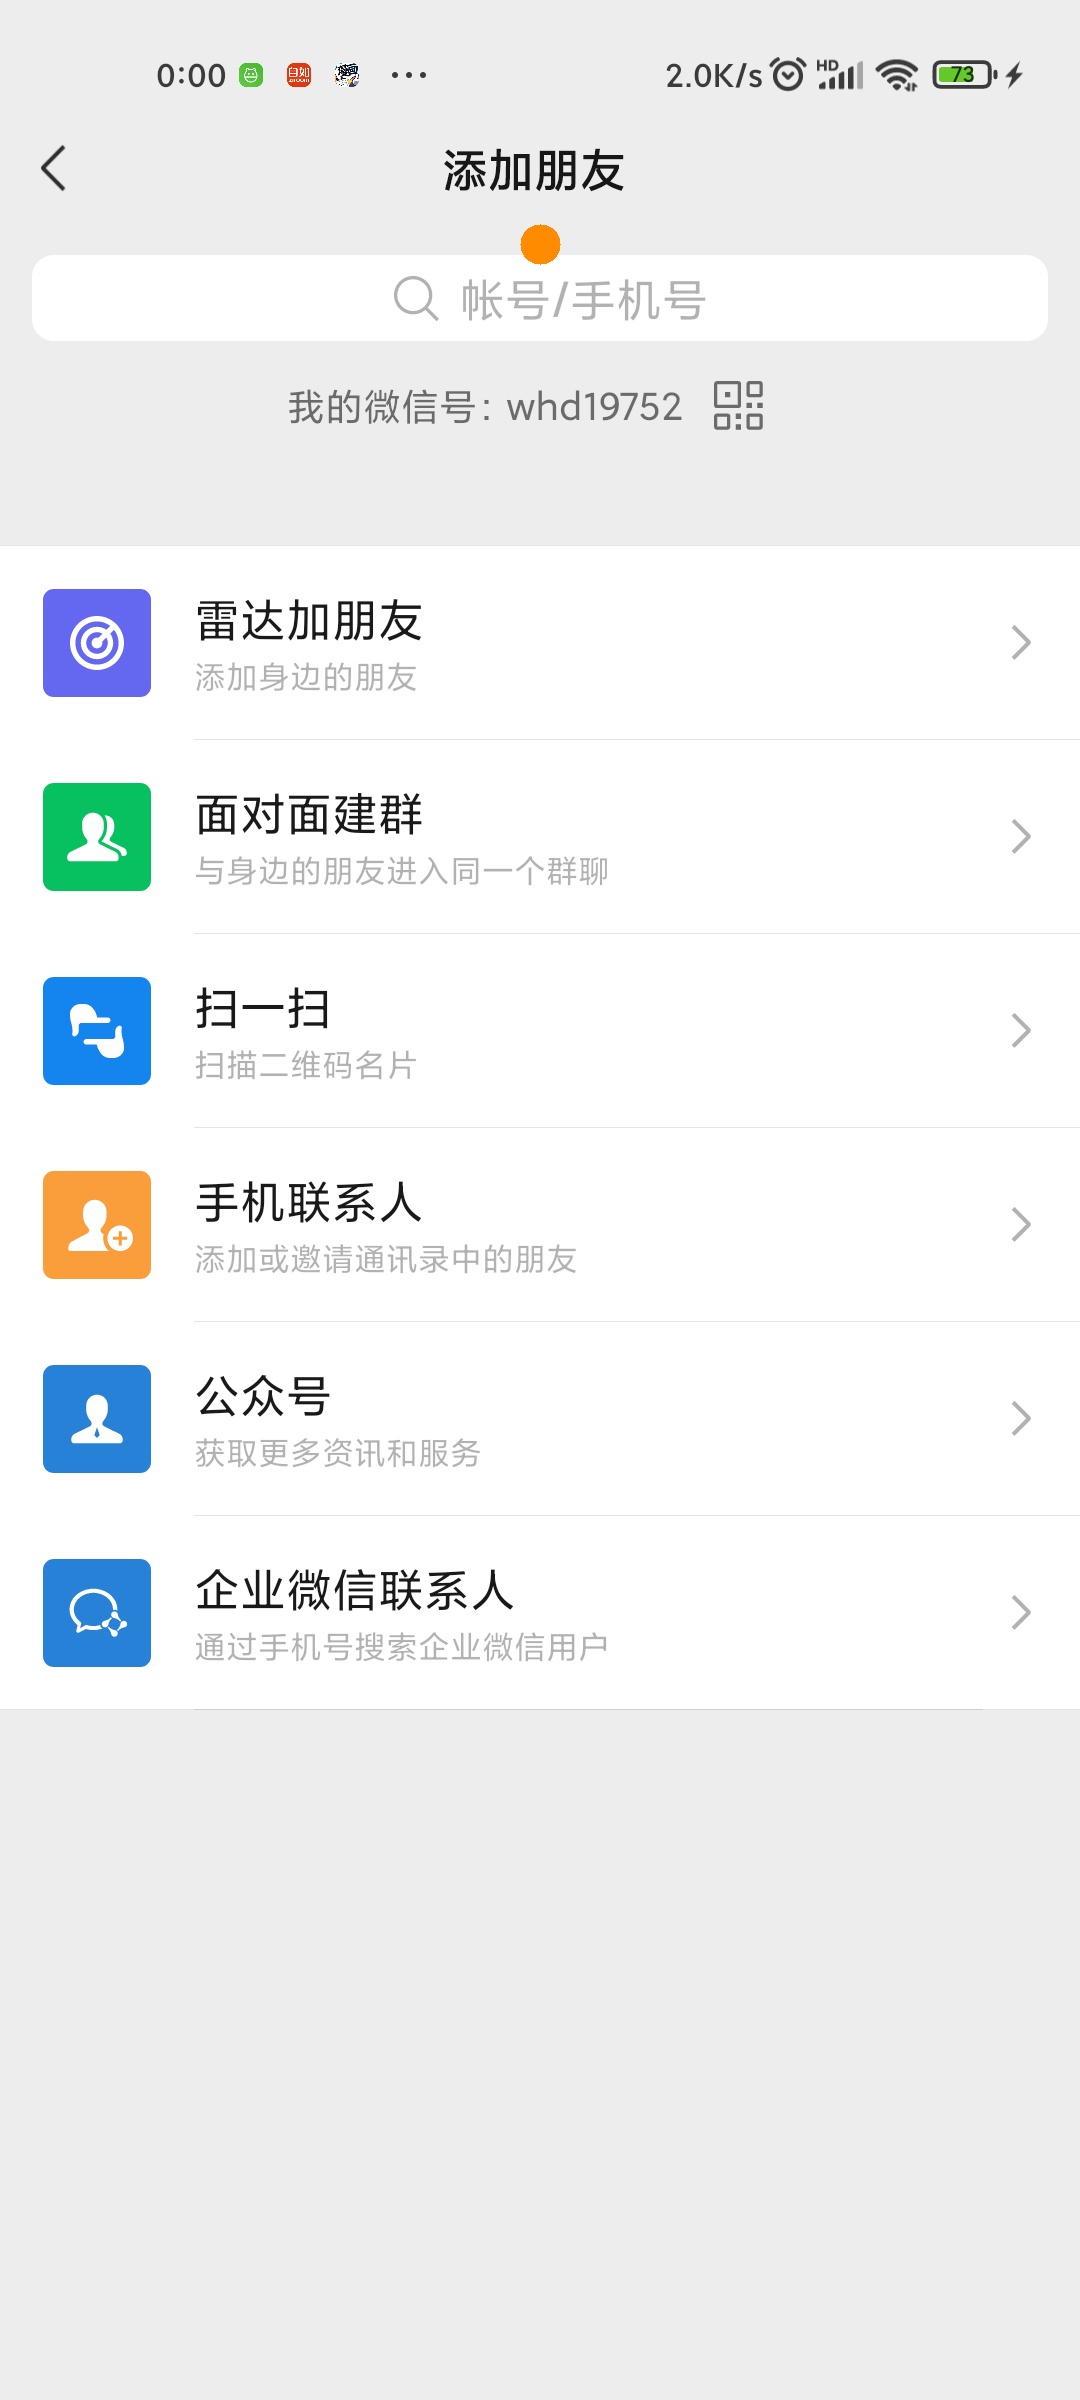 0:00 自如 ... 2.0K/s HD 73
添加朋友
帐号/手机号
我的微信号: whd19752
雷达加朋友
添加身边的朋友
面对面建群
与身边的朋友进入同一个群聊
扫一扫
扫描二维码名片
手机联系人
添加或邀请通讯录中的朋友
公众号
获取更多资讯和服务
企业微信联系人
通过手机号搜索企业微信用户